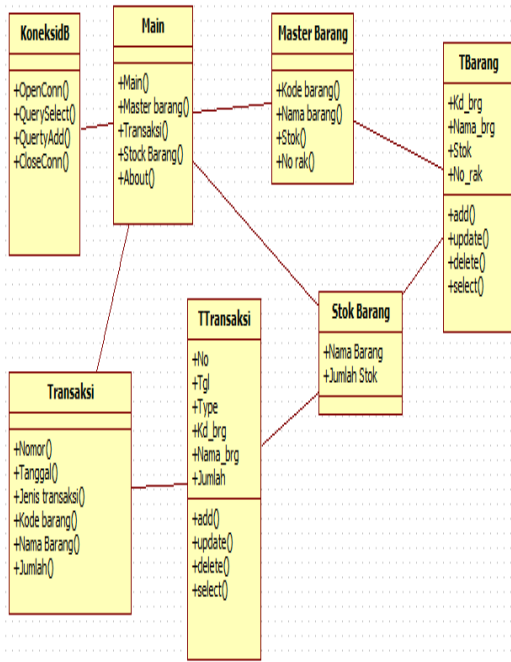 KoneksidB
+OpenConn()
+QuerySelect()
+QuertyAdd()
+CloseConn()
Main
+Main()
+Master barang()
+Transaksi()
+Stock Barang()
+About()
Master Barang
+Kode barang()
+Nama barang()
+Stok()
+No rak()
TBarang
+Kd_brg
+Nama_brg
+Stok
+No_rak
+add()
+update()
+delete()
+select()
Transaksi
+Nomor()
+Tanggal()
+Jenis transaksi()
+Kode barang()
+Nama Barang()
+Jumlah()
TTransaksi
+No
+Tgl
+Type
+Kd_brg
+Nama_brg
+Jumlah
+add()
+update()
+delete()
+select()
Stok Barang
+Nama Barang
+Jumlah Stok